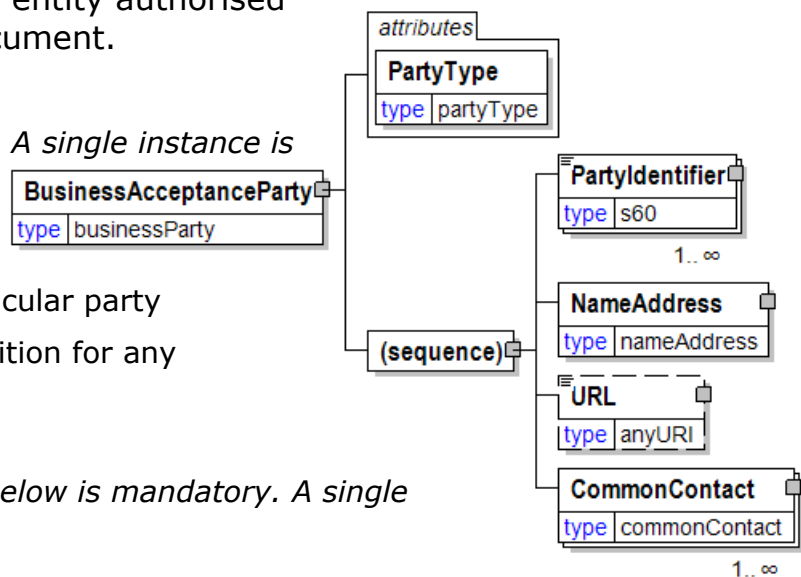 entity authorised
cument.
A single instance is
cular party
ition for any
elow is mandatory. A single
attributes
PartyType
type partyType
BusinessAcceptanceParty
type businessParty
(sequence)
PartyIdentifier
type s60
1.. ∞
NameAddress
type nameAddress
URL
type anyURI
CommonContact
type commonContact
1.. ∞